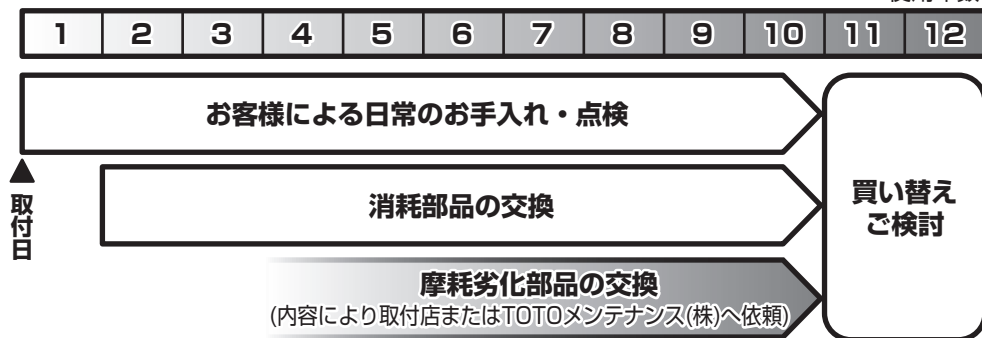 1 2 3 4 5 6 7 8 9 10 11 12
お客様による日常のお手入れ・点検
取付日
消耗部品の交換
買い替え
ご検討
摩耗劣化部品の交換
(内容により取付店またはTOTOメンテナンス(株)へ依頼)